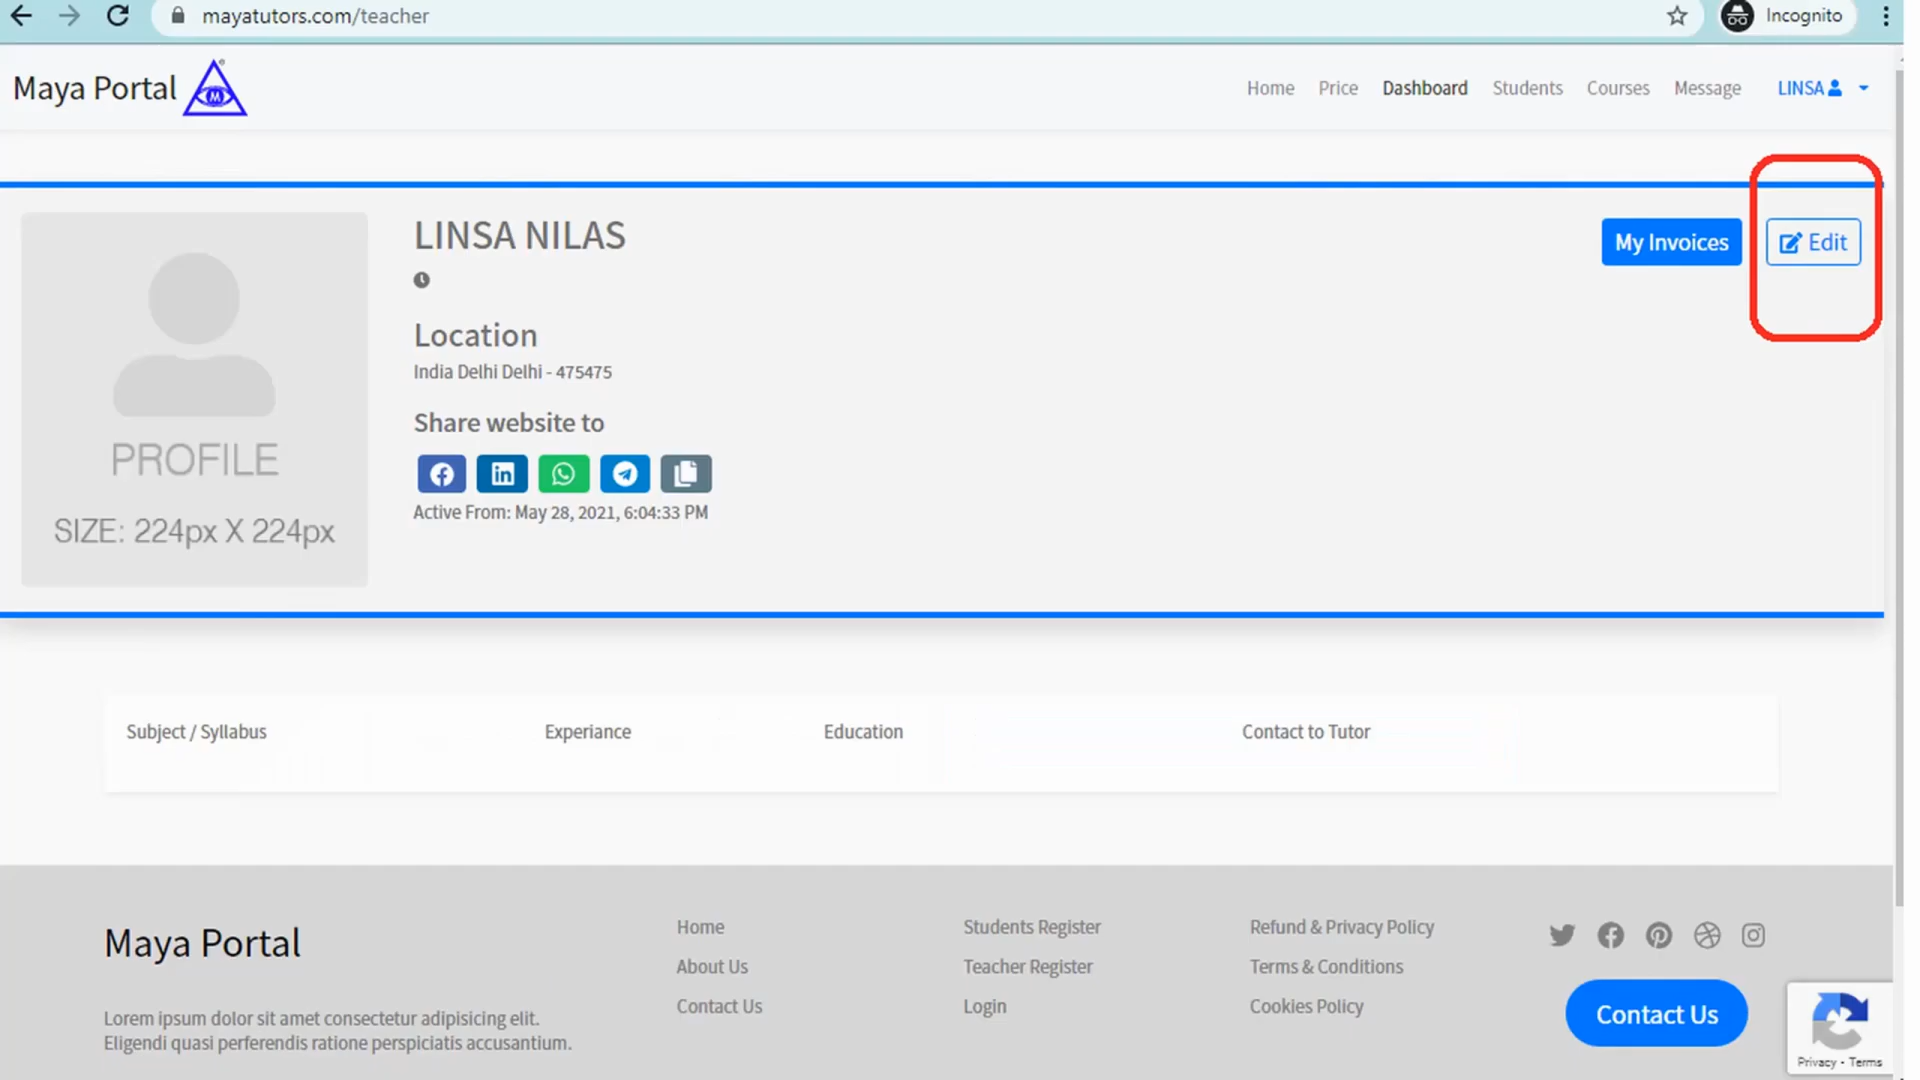 mayatutors.com/teacher
Incognito
Maya Portal
M
Home
Price
Dashboard
Students
Courses
Message
LINSA
LINSA NILAS
My Invoices
Edit
Location
India Delhi Delhi - 475475
Share website to
Active From: May 28, 2021, 6:04:33 PM
PROFILE
SIZE: 224px X 224px
Subject / Syllabus
Experiance
Education
Contact to Tutor
Maya Portal
Lorem ipsum dolor sit amet consectetur adipisicing elit.
Eligendi quasi perferendis ratione perspiciatis accusantium.
Home
About Us
Contact Us
Students Register
Teacher Register
Login
Refund & Privacy Policy
Terms & Conditions
Cookies Policy
Contact Us
Privacy - Terms